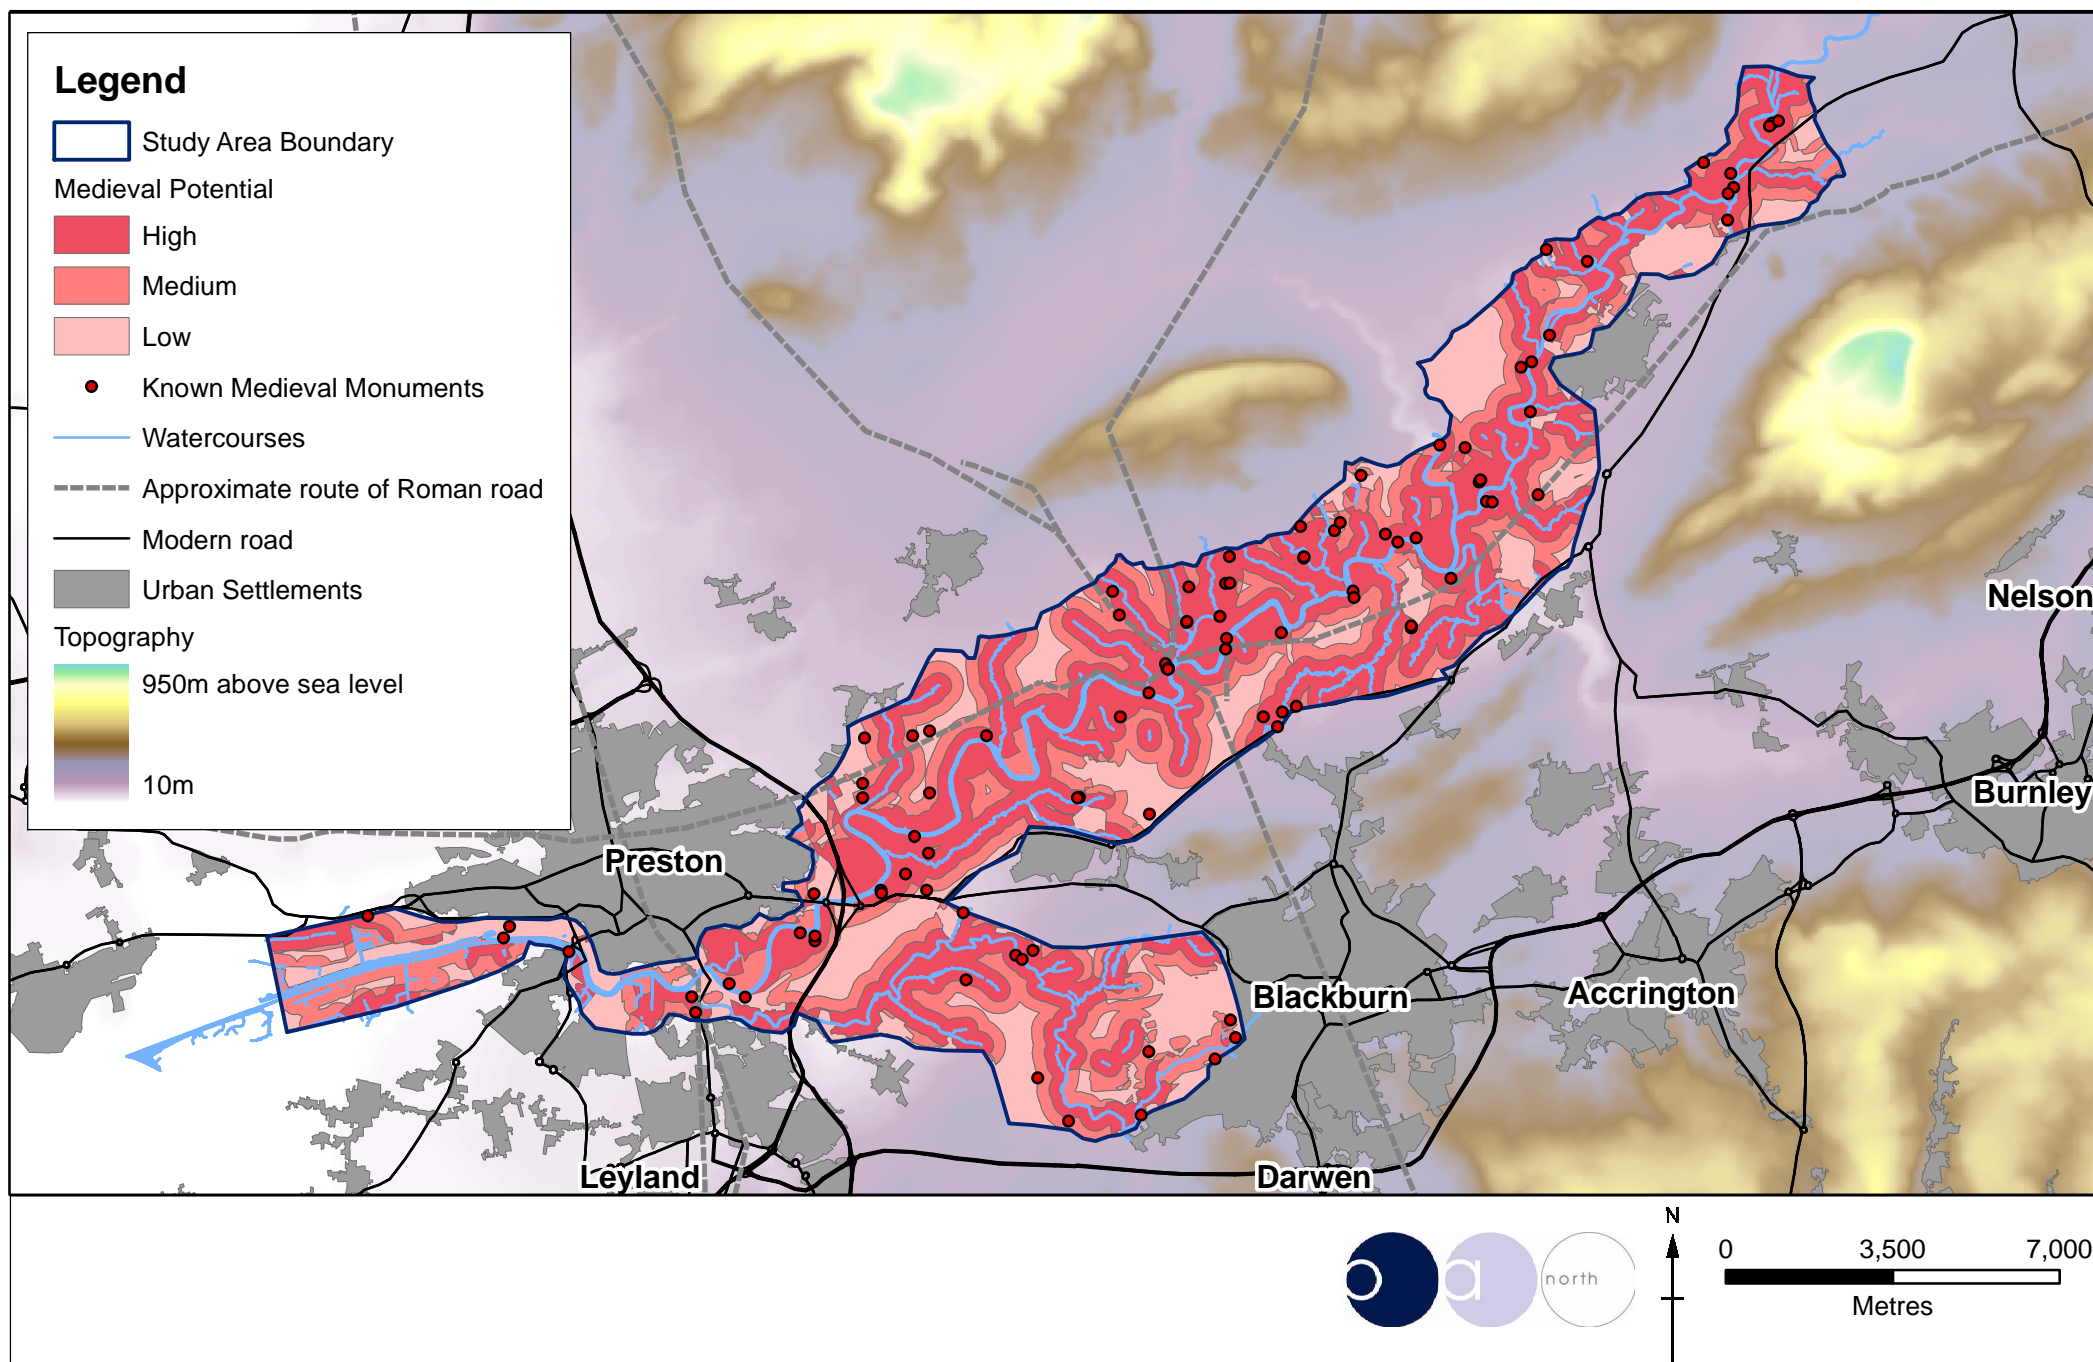 Legend
Study Area Boundary
Medieval Potential
High
Medium
Low
Known Medieval Monuments
Watercourses
Approximate route of Roman road
Modern road
Urban Settlements
Topography
950m above sea level
10m
Nelson
Burnley
Preston
Blackburn
Accrington
Leyland
Darwen
o a north
N
0 3,500 7,000
Metres